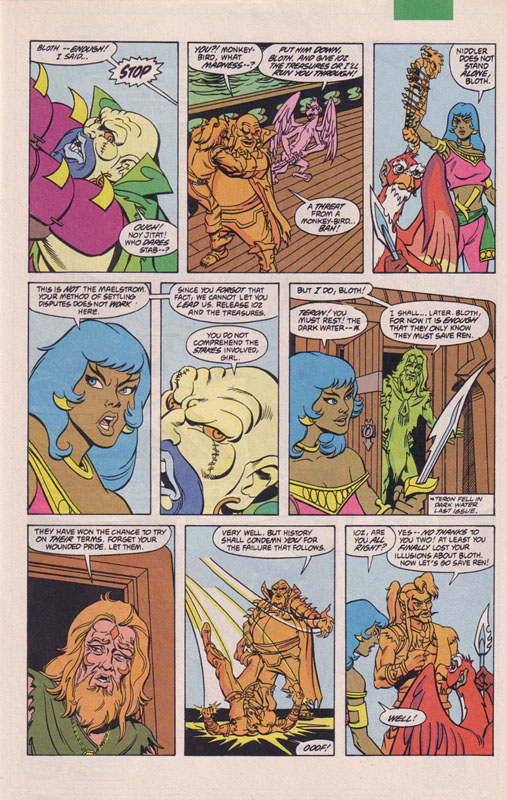 BLOTH -- ENOUGH!
I SAID...
STOP
OUGH!
NOY JITAT!
WHO DARES
STAB--?
YOU?! MONKEY-
BIRD, WHAT
MADNESS--?
PUT HIM DOWN,
BLOTH. AND GIVE IOZ
THE TREASURES OR I'LL
RUN YOU THROUGH!
A THREAT
FROM A
MONKEY-BIRD...
BAH!
NIDDLER
DOES NOT
STAND
ALONE,
BLOTH.
THIS IS NOT THE MAELSTROM.
YOUR METHOD OF SETTLING
DISPUTES DOES NOT WORK
HERE.
SINCE YOU FORGOT THAT
FACT, WE CANNOT LET YOU
LEAD US. RELEASE IOZ
AND THE TREASURES.
YOU DO NOT
COMPREHEND THE
STAKES INVOLVED,
GIRL.
BUT I DO, BLOTH!
TERON! YOU
MUST REST! THE
DARK WATER--*
I SHALL... LATER. BLOTH,
FOR NOW IT IS ENOUGH
THAT THEY ONLY KNOW
THEY MUST SAVE REN.
*TERON FELL IN
DARK WATER
LAST ISSUE.
THEY HAVE WON THE CHANCE TO TRY
ON THEIR TERMS. FORGET YOUR
WOUNDED PRIDE. LET THEM.
VERY WELL. BUT HISTORY
SHALL CONDEMN YOU FOR
THE FAILURE THAT FOLLOWS.
OOOF!
IOZ, ARE
YOU ALL
RIGHT?
YES-- NO THANKS TO
YOU TWO! AT LEAST YOU
FINALLY LOST YOUR
ILLUSIONS ABOUT BLOTH.
NOW LET'S GO SAVE REN!
WELL!